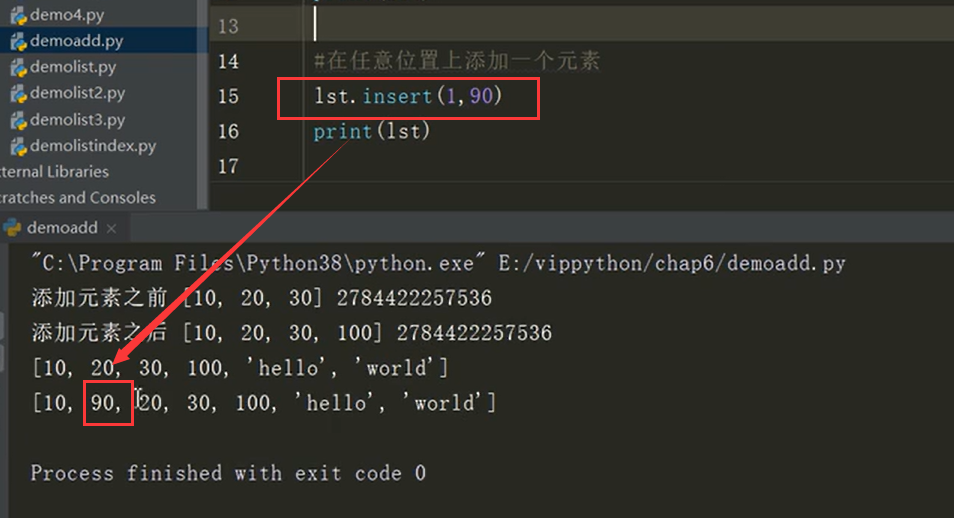 demo4.py
demoadd.py
demolist.py
demolist2.py
demolist3.py
demolistindex.py
ternal Libraries
cratches and Consoles
13
14 #在任意位置上添加一个元素
15 lst.insert(1,90)
16 print(lst)
17
demoadd ×
"C:\Program Files\Python38\python.exe" E:/vippython/chap6/demoadd.py
添加元素之前 [10, 20, 30] 2784422257536
添加元素之后 [10, 20, 30, 100] 2784422257536
[10, 20, 30, 100, 'hello', 'world']
[10, 90, 20, 30, 100, 'hello', 'world']
Process finished with exit code 0